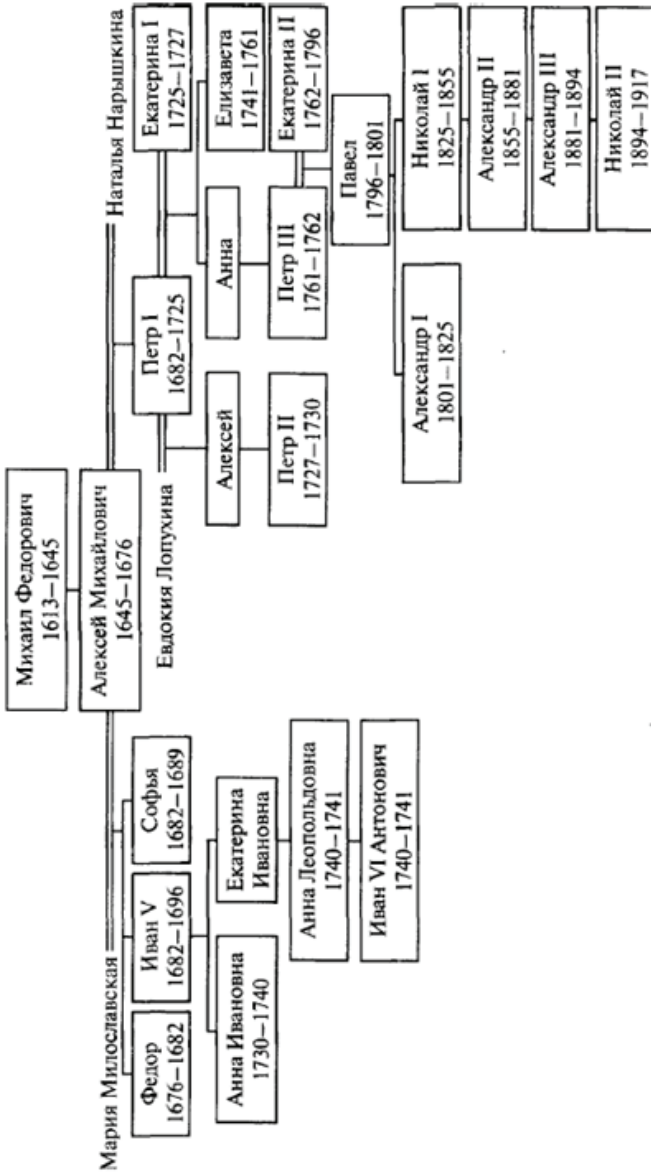 Михаил Федорович
1613–1645
Мария Милославская
Алексей Михайлович
1645–1676
Наталья Нарышкина
Федор
1676–1682
Иван V
1682–1696
Софья
1682–1689
Евдокия Лопухина
Петр I
1682–1725
Екатерина I
1725–1727
Анна Ивановна
1730–1740
Екатерина
Ивановна
Алексей
Анна
Елизавета
1741–1761
Анна Леопольдовна
1740–1741
Петр II
1727–1730
Петр III
1761–1762
Екатерина II
1762–1796
Иван VI Антонович
1740–1741
Павел
1796–1801
Александр I
1801–1825
Николай I
1825–1855
Александр II
1855–1881
Александр III
1881–1894
Николай II
1894–1917